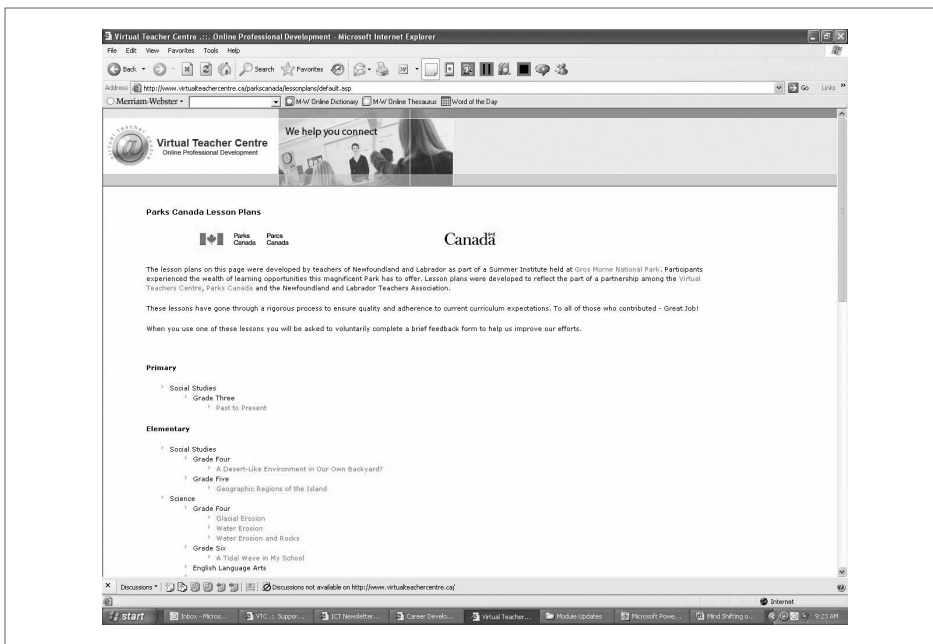 Virtual Teacher Centre .::. Online Professional Development - Microsoft Internet Explorer
File Edit View Favorites Tools Help
Back Search Favorites
Address http://www.virtualteachercentre.ca/parkscanada/lessonplans/default.asp Go Links
Merriam-Webster M-W Online Dictionary M-W Online Thesaurus Word of the Day
We help you connect
Virtual Teacher Centre
Online Professional Development
Parks Canada Lesson Plans
Parks Canada Parcs Canada Canada
The lesson plans on this page were developed by teachers of Newfoundland and Labrador as part of a Summer Institute held at Gros Morne National Park. Participants
experienced the wealth of learning opportunities this magnificent Park has to offer. Lesson plans were developed to reflect the part of a partnership among the Virtual
Teachers Centre, Parks Canada and the Newfoundland and Labrador Teachers Association.
These lessons have gone through a rigorous process to ensure quality and adherence to current curriculum expectations. To all of those who contributed - Great Job!
When you use one of these lessons you will be asked to voluntarily complete a brief feedback form to help us improve our efforts.
Primary
Social Studies
Grade Three
Past to Present
Elementary
Social Studies
Grade Four
A Desert-Like Environment in Our Own Backyard?
Grade Five
Geographic Regions of the Island
Science
Grade Four
Glacial Erosion
Water Erosion
Water Erosion and Rocks
Grade Six
A Tidal Wave in My School
English Language Arts
Discussions Discussions not available on http://www.virtualteachercentre.ca/
Internet
start Inbox - Micros... VTC .:. Suppor... ICT Newsletter... Career Develo... Virtual Teacher... Module Updates Microsoft Powe... Mind Shifting o... 9:23 AM